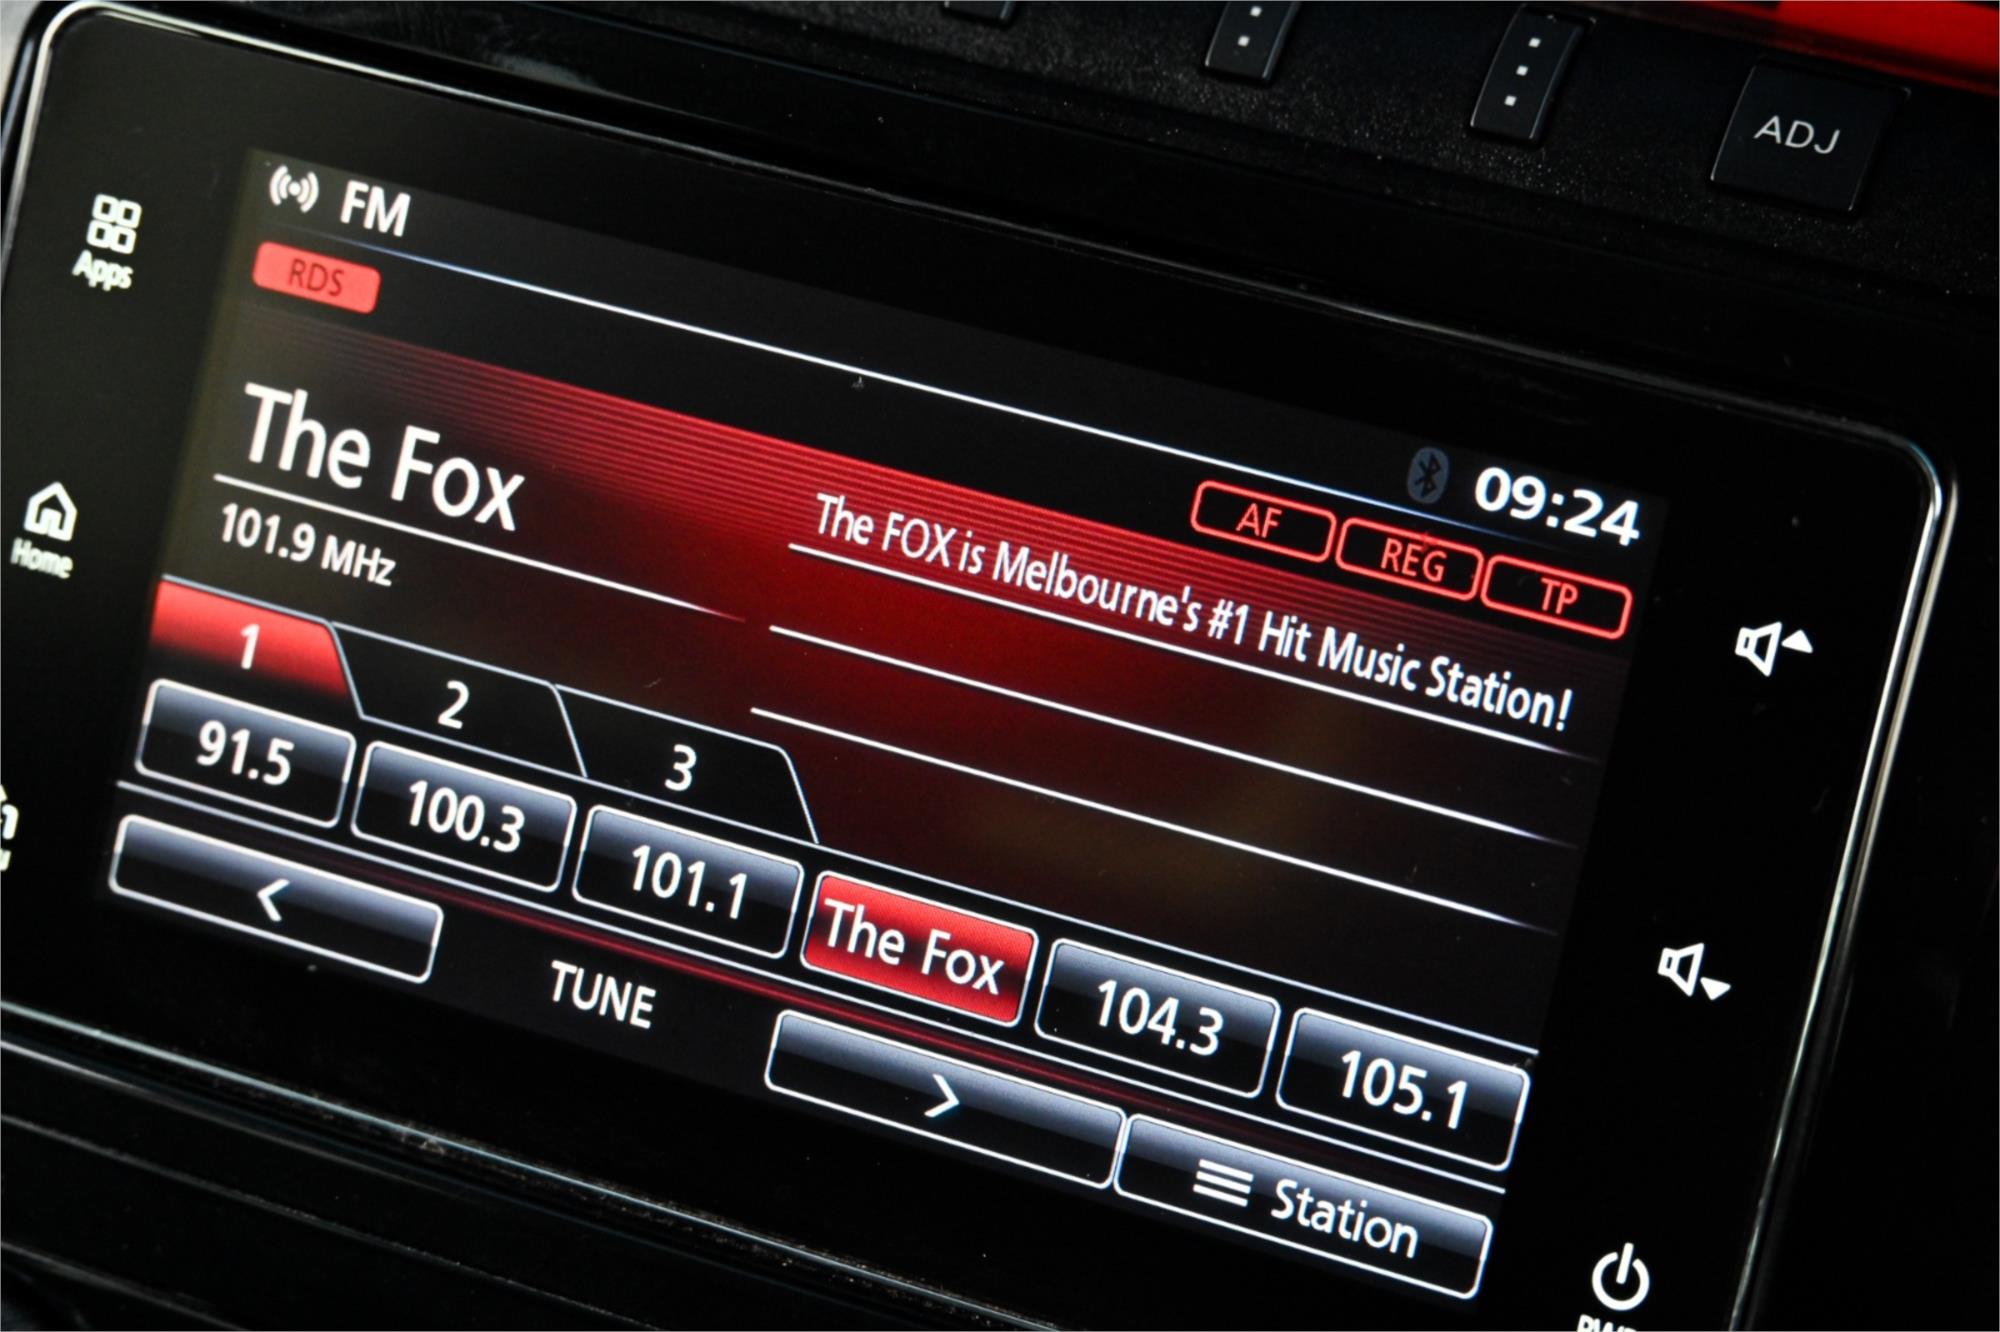 ADJ
FM
Apps
RDS
09:24
The Fox
AF REG TP
101.9 MHz
The FOX is Melbourne's #1 Hit Music Station!
Home
1 2 3
91.5 100.3 101.1 The Fox 104.3 105.1
< TUNE > Station